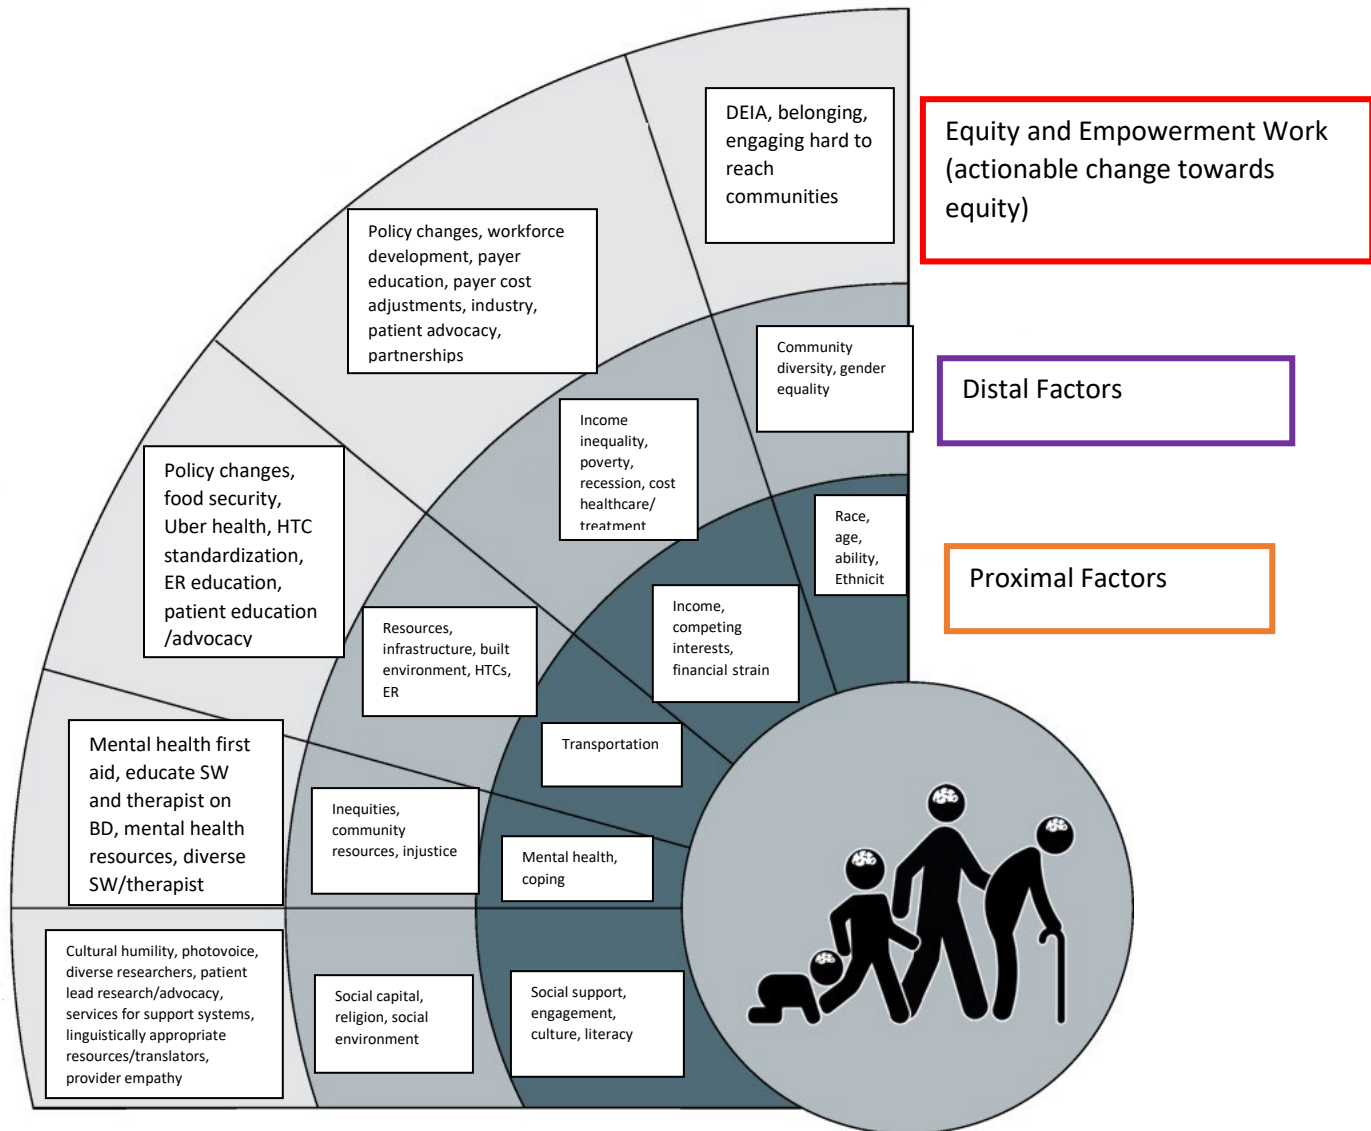 DEIA, belonging,
engaging hard to
reach
communities
Equity and Empowerment Work
(actionable change towards
equity)
Policy changes, workforce
development, payer
education, payer cost
adjustments, industry,
patient advocacy,
partnerships
Community
diversity, gender
equality
Distal Factors
Income
inequality,
poverty,
recession, cost
healthcare/
treatment
Policy changes,
food security,
Uber health, HTC
standardization,
ER education,
patient education
/advocacy
Race,
age,
ability,
Ethnicit
Proximal Factors
Resources,
infrastructure, built
environment, HTCs,
ER
Income,
competing
interests,
financial strain
Transportation
Mental health first
aid, educate SW
and therapist on
BD, mental health
resources, diverse
SW/therapist
Inequities,
community
resources, injustice
Mental health,
coping
Cultural humility, photovoice,
diverse researchers, patient
lead research/advocacy,
services for support systems,
linguistically appropriate
resources/translators,
provider empathy
Social capital,
religion, social
environment
Social support,
engagement,
culture, literacy